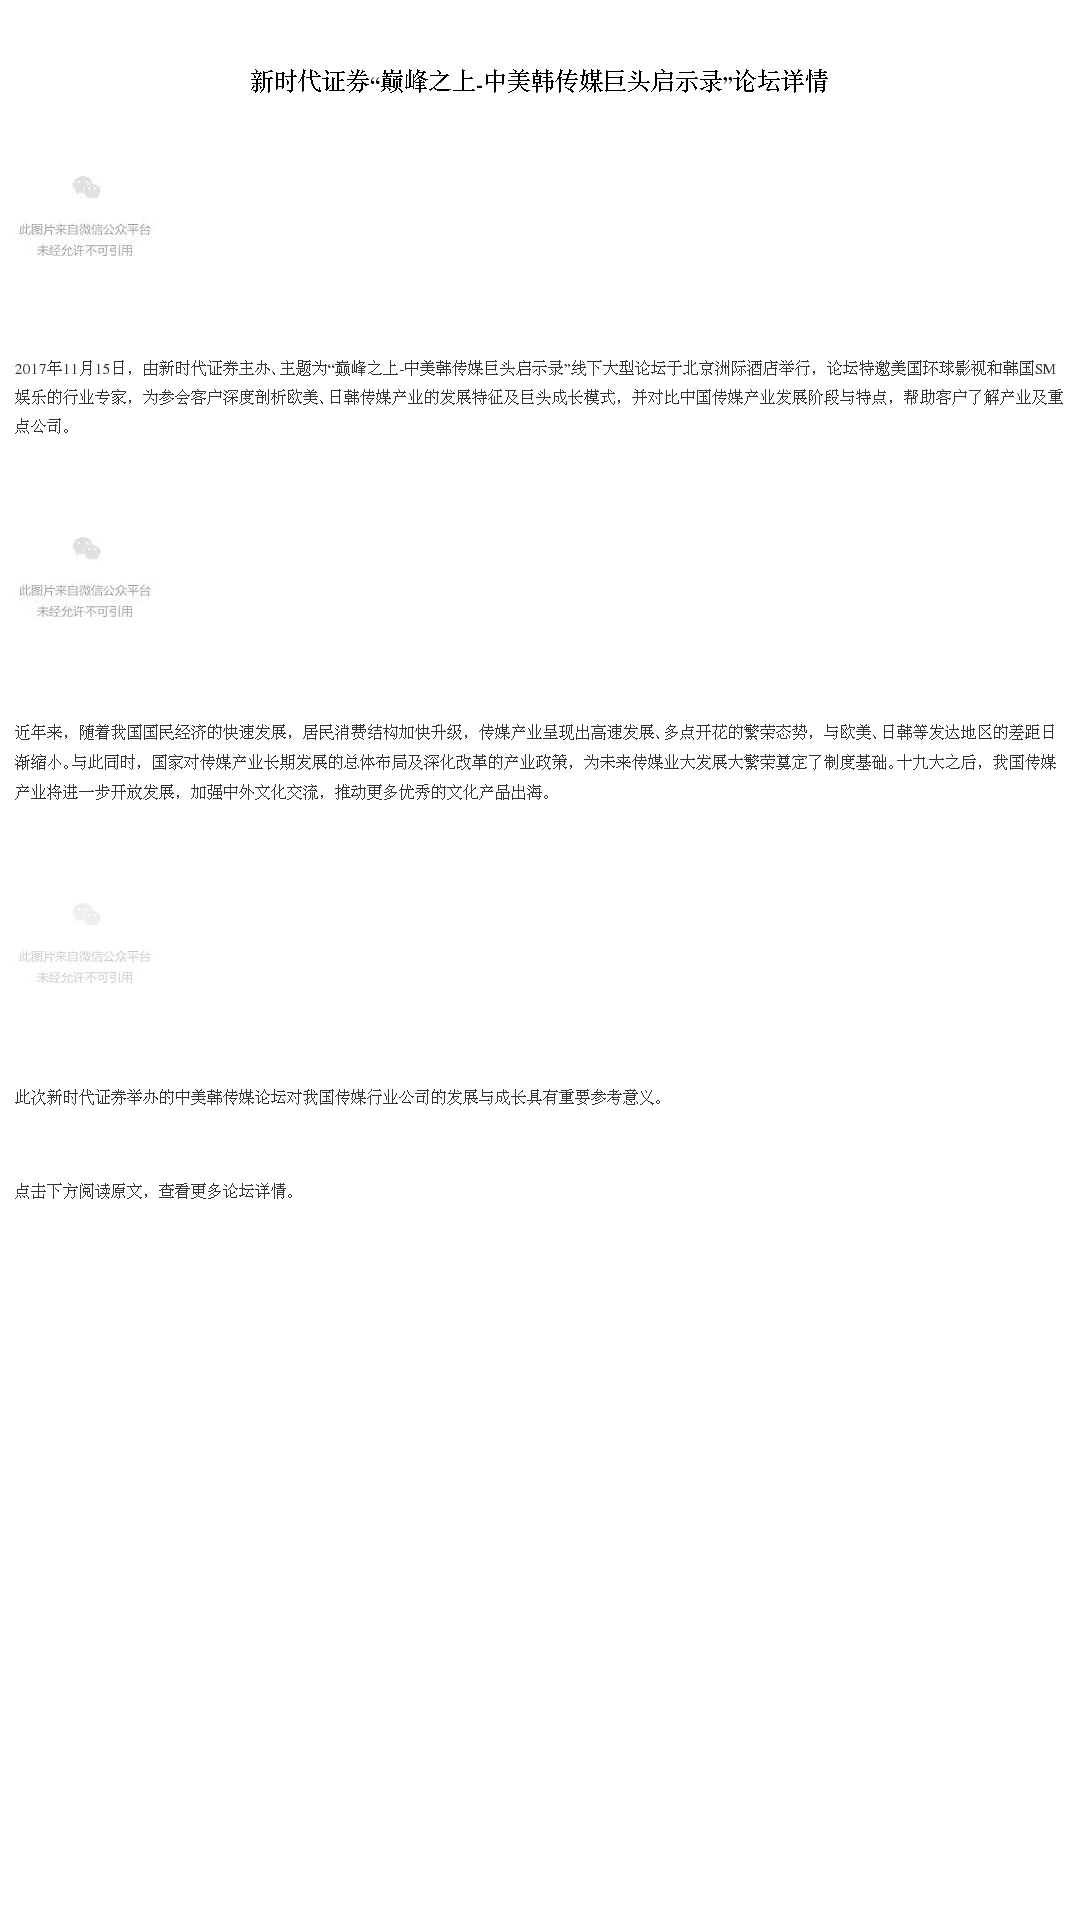 新时代证券“巅峰之上-中美韩传媒巨头启示录”论坛详情
此图片来自微信公众平台
未经允许不可引用
2017年11月15日，由新时代证券主办、主题为“巅峰之上-中美韩传媒巨头启示录”线下大型论坛于北京洲际酒店举行，论坛特邀美国环球影视和韩国SM
娱乐的行业专家，为参会客户深度剖析欧美、日韩传媒产业的发展特征及巨头成长模式，并对比中国传媒产业发展阶段与特点，帮助客户了解产业及重
点公司。
此图片来自微信公众平台
未经允许不可引用
近年来，随着我国国民经济的快速发展，居民消费结构加快升级，传媒产业呈现出高速发展、多点开花的繁荣态势，与欧美、日韩等发达地区的差距日
渐缩小。与此同时，国家对传媒产业长期发展的总体布局及深化改革的产业政策，为未来传媒业大发展大繁荣奠定了制度基础。十九大之后，我国传媒
产业将进一步开放发展，加强中外文化交流，推动更多优秀的文化产品出海。
此图片来自微信公众平台
未经允许不可引用
此次新时代证券举办的中美韩传媒论坛对我国传媒行业公司的发展与成长具有重要参考意义。
点击下方阅读原文，查看更多论坛详情。